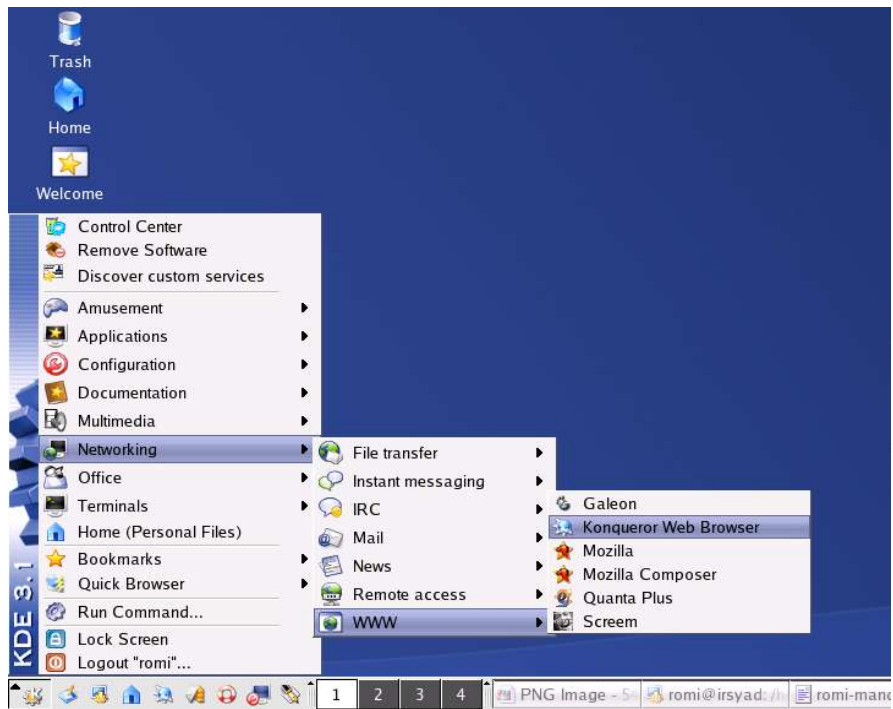 Trash
Home
Welcome
Control Center
Remove Software
Discover custom services
Amusement
Applications
Configuration
Documentation
Multimedia
Networking
Office
Terminals
Home (Personal Files)
Bookmarks
Quick Browser
Run Command...
Lock Screen
Logout "romi"...
KDE 3.1
File transfer
Instant messaging
IRC
Mail
News
Remote access
WWW
Galeon
Konqueror Web Browser
Mozilla
Mozilla Composer
Quanta Plus
Screem
1 2 3 4 PNG Image - romi@irsyad: romi-mand